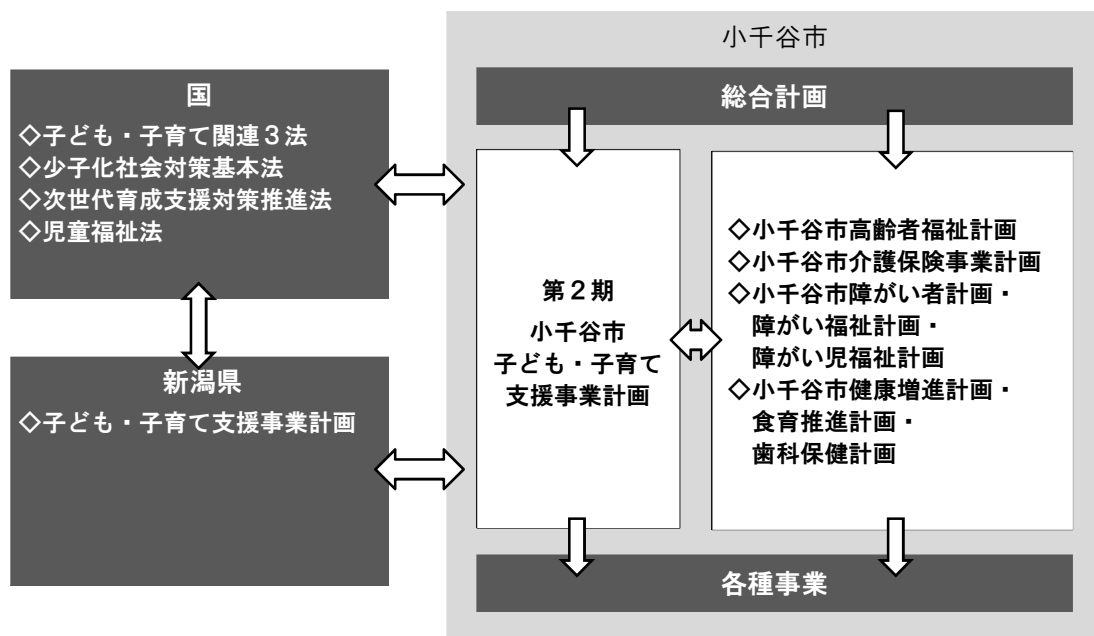 小千谷市
国
◇子ども・子育て関連３法
◇少子化社会対策基本法
◇次世代育成支援対策推進法
◇児童福祉法
新潟県
◇子ども・子育て支援事業計画
総合計画
第２期
小千谷市
子ども・子育て
支援事業計画
◇小千谷市高齢者福祉計画
◇小千谷市介護保険事業計画
◇小千谷市障がい者計画・
障がい福祉計画・
障がい児福祉計画
◇小千谷市健康増進計画・
食育推進計画・
歯科保健計画
各種事業